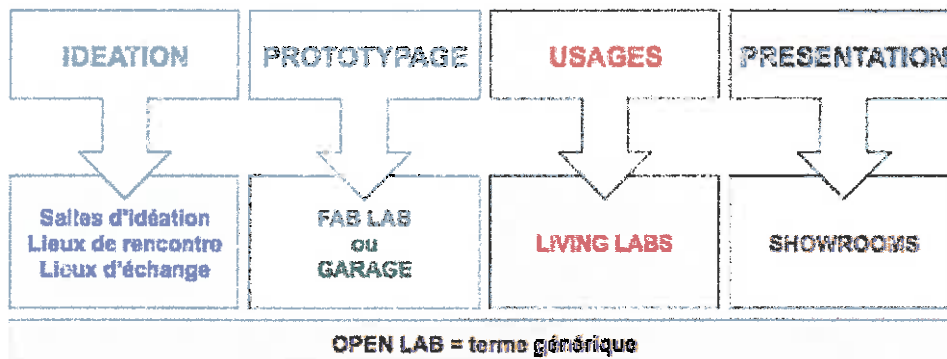 IDEATION
PROTOTYPAGE
USAGES
PRESENTATION
Salles d'idéation
Lieux de rencontre
Lieux d'échange
FAB LAB
ou
GARAGE
LIVING LABS
SHOWROOMS
OPEN LAB = terme générique